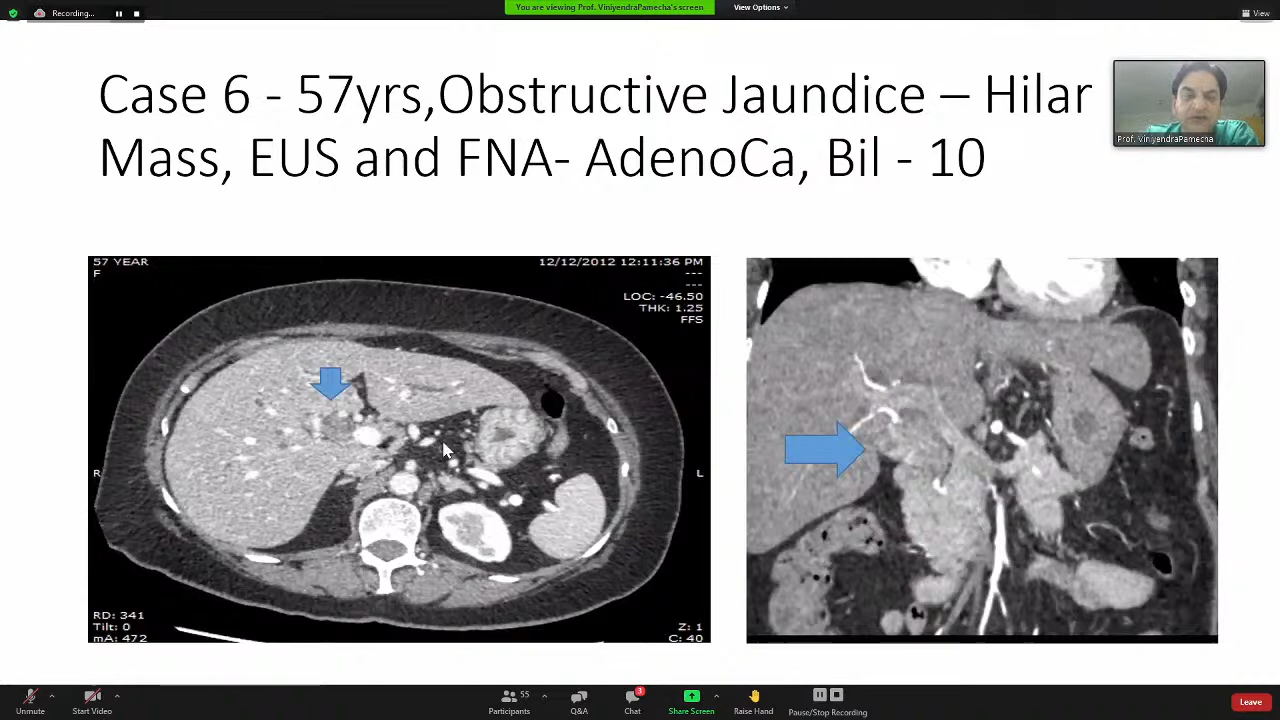 Recording...
You are viewing Prof. ViniyendraPamecha's screen
View Options
View
Case 6 - 57yrs,Obstructive Jaundice – Hilar
Mass, EUS and FNA- AdenoCa, Bil - 10
Prof. ViniyendraPamecha
57 YEAR
F
12/12/2012 12:11:36 PM
---
---
LOC: -46.50
THK: 1.25
FFS
R
L
RD: 341
Tilt: 0
mA: 472
Z: 1
C: 40
Unmute
Start Video
55
Participants
Q&A
3
Chat
Share Screen
Raise Hand
Pause/Stop Recording
Leave